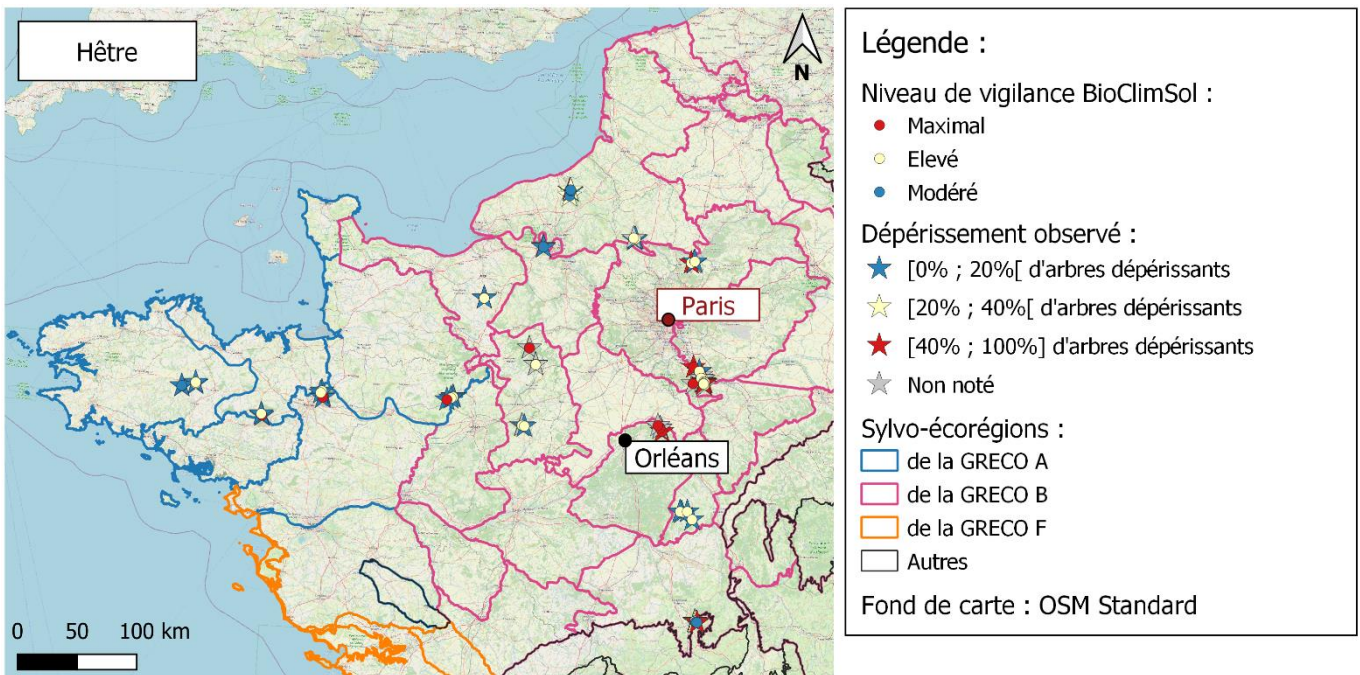 Hêtre
N
Paris
Orléans
0 50 100 km
Légende :
Niveau de vigilance BioClimSol :
Maximal
Elevé
Modéré
Dépérissement observé :
[0% ; 20%[ d'arbres dépérissants
[20% ; 40%[ d'arbres dépérissants
[40% ; 100%] d'arbres dépérissants
Non noté
Sylvo-écorégions :
de la GRECO A
de la GRECO B
de la GRECO F
Autres
Fond de carte : OSM Standard